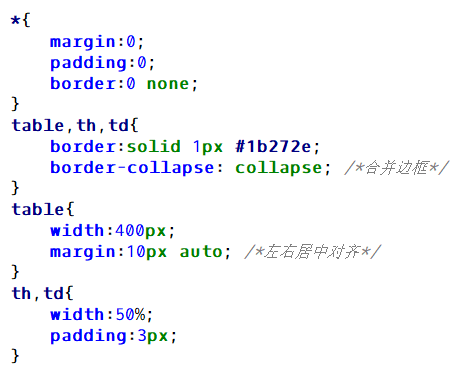 *{
    margin:0;
    padding:0;
    border:0 none;
}
table,th,td{
    border:solid 1px #1b272e;
    border-collapse: collapse; /*合并边框*/
}
table{
    width:400px;
    margin:10px auto; /*左右居中对齐*/
}
th,td{
    width:50%;
    padding:3px;
}